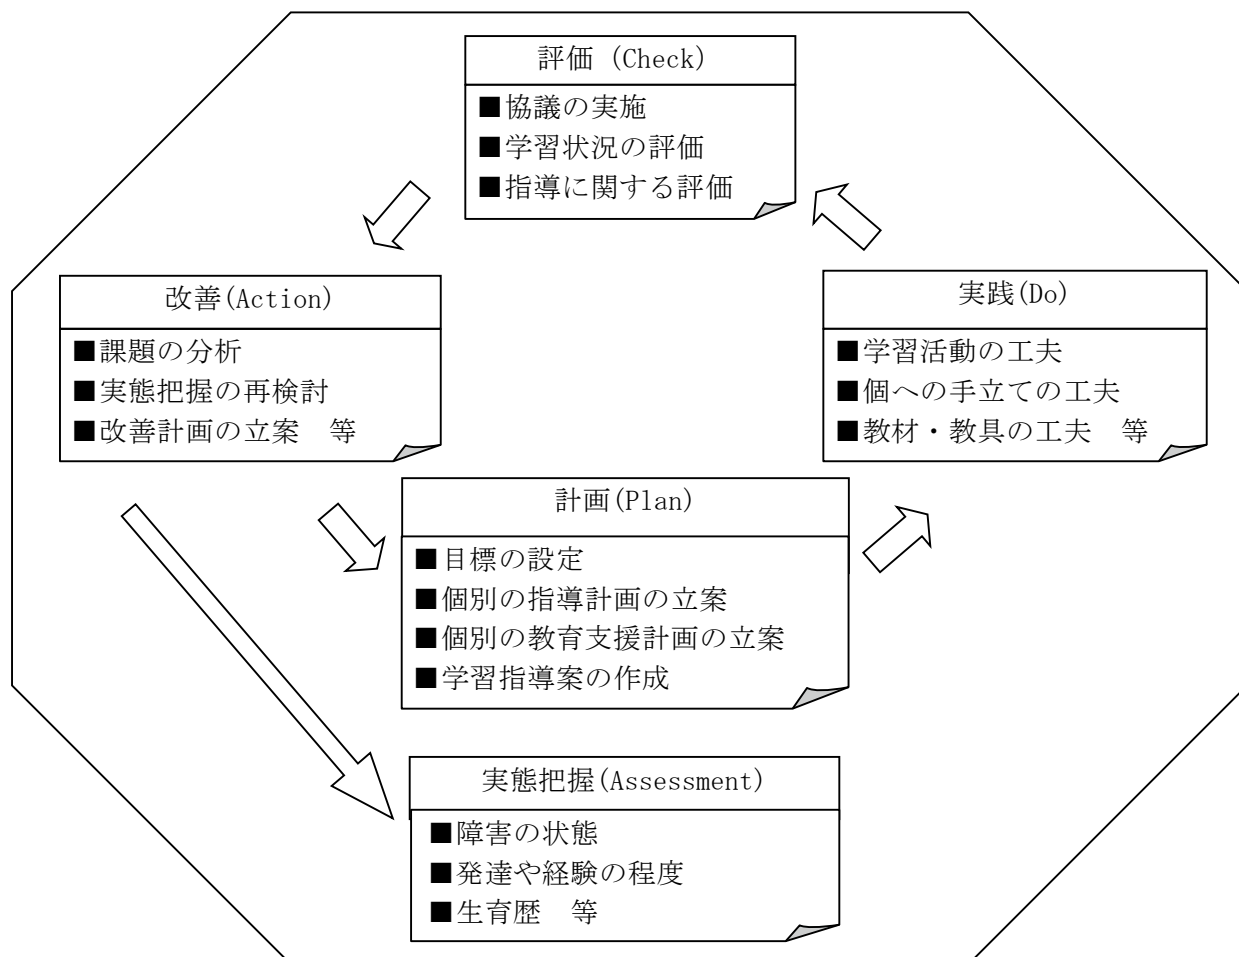 評価 (Check)
■協議の実施
■学習状況の評価
■指導に関する評価
改善(Action)
■課題の分析
■実態把握の再検討
■改善計画の立案　等
実践(Do)
■学習活動の工夫
■個への手立ての工夫
■教材・教具の工夫　等
計画(Plan)
■目標の設定
■個別の指導計画の立案
■個別の教育支援計画の立案
■学習指導案の作成
実態把握(Assessment)
■障害の状態
■発達や経験の程度
■生育歴　等